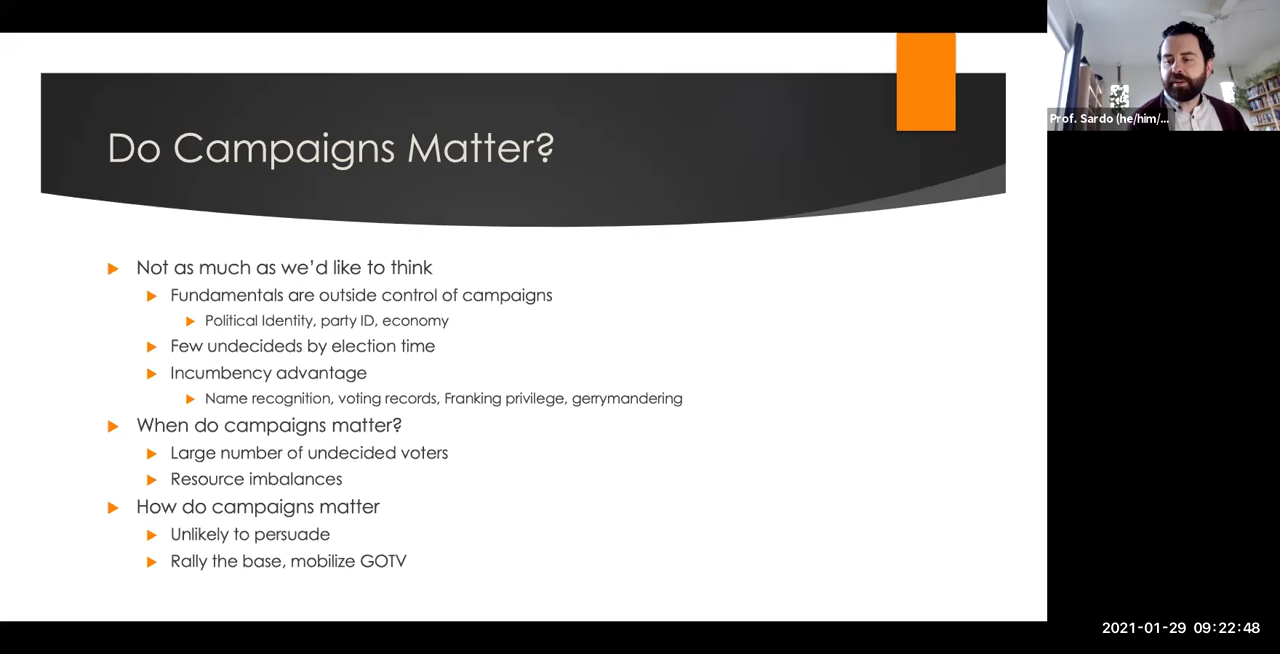 Do Campaigns Matter?
Not as much as we’d like to think
Fundamentals are outside control of campaigns
Political Identity, party ID, economy
Few undecideds by election time
Incumbency advantage
Name recognition, voting records, Franking privilege, gerrymandering
When do campaigns matter?
Large number of undecided voters
Resource imbalances
How do campaigns matter
Unlikely to persuade
Rally the base, mobilize GOTV
Prof. Sardo (he/him/...
2021-01-29 09:22:48